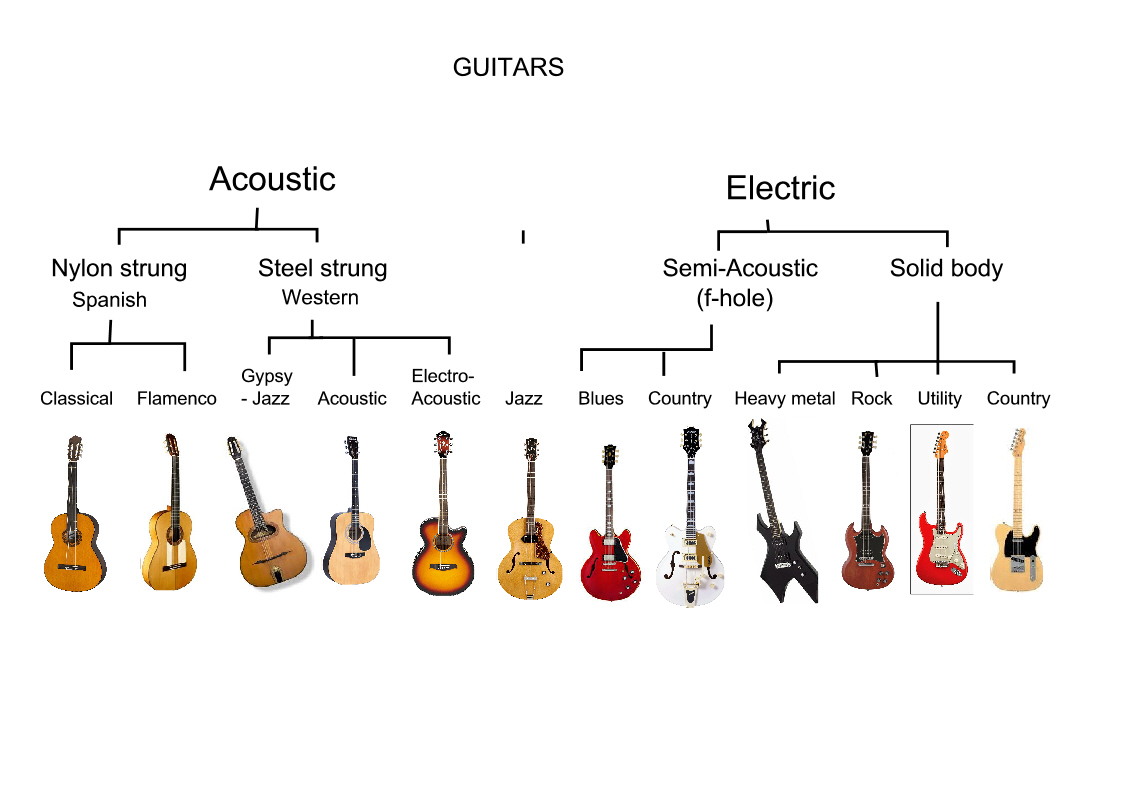 GUITARS
Acoustic
Electric
Nylon strung
Spanish
Steel strung
Western
Semi-Acoustic
(f-hole)
Solid body
Classical
Flamenco
Gypsy
- Jazz
Acoustic
Electro-
Acoustic
Jazz
Blues
Country
Heavy metal
Rock
Utility
Country